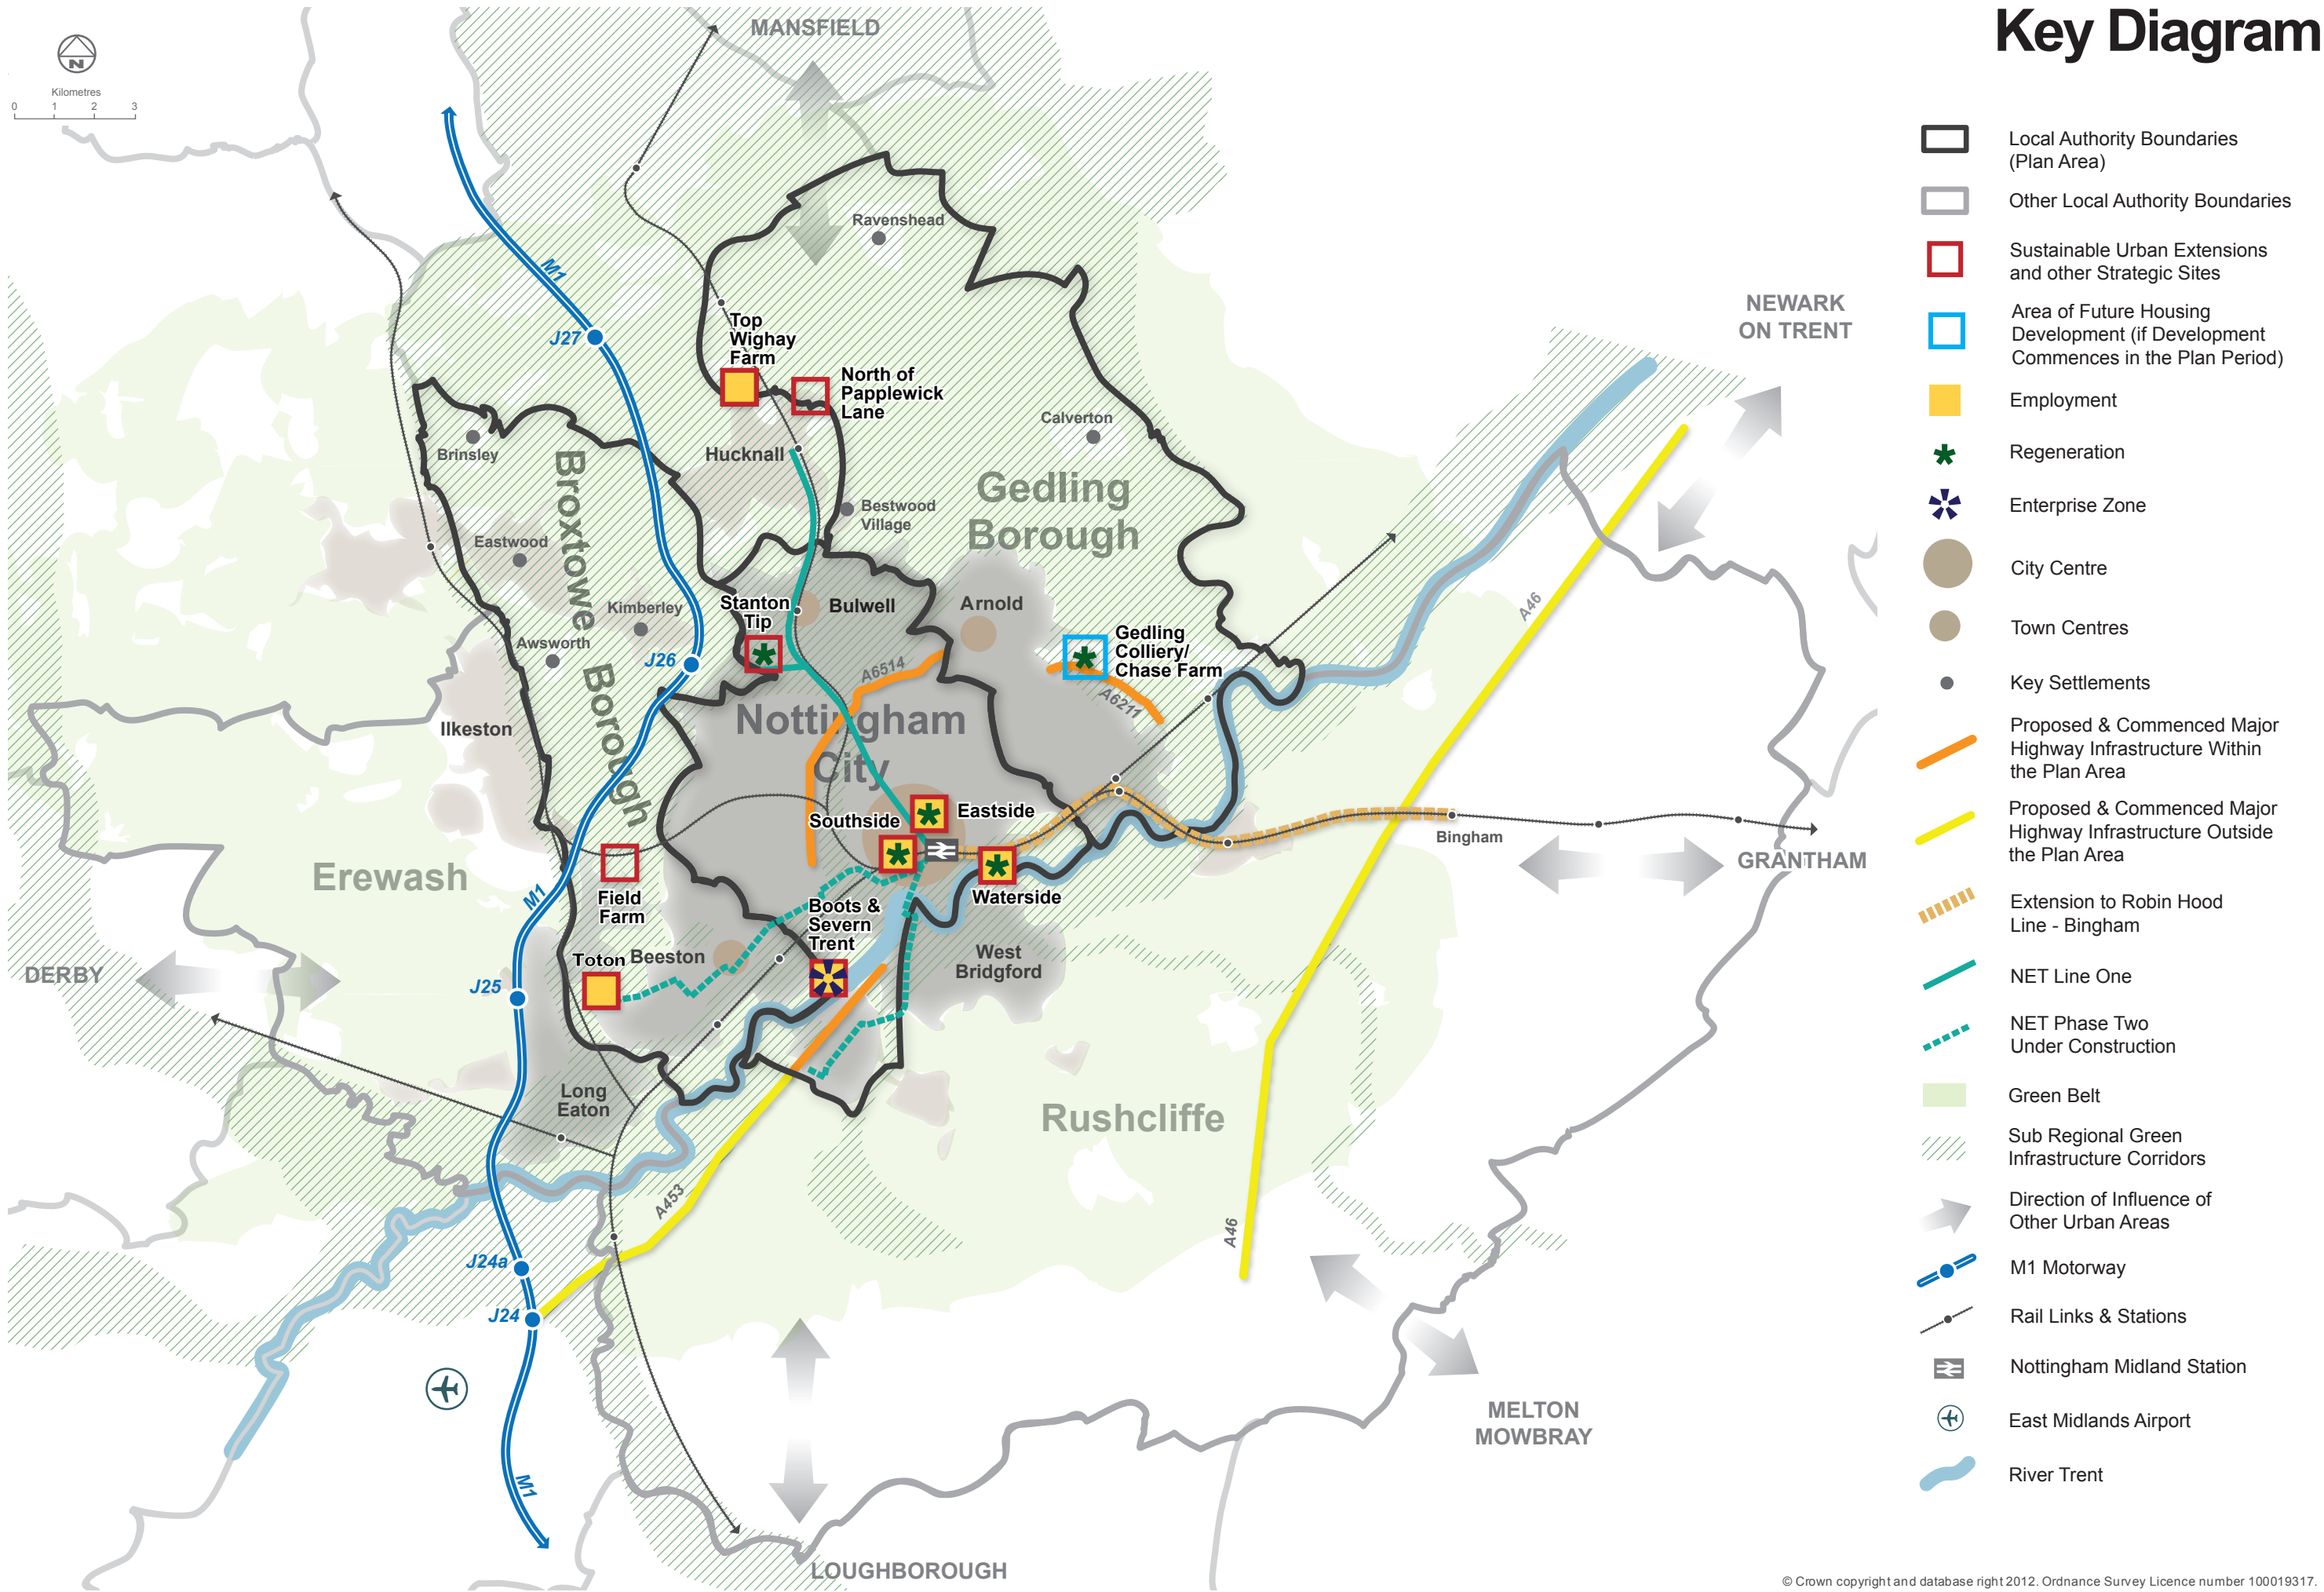 Key Diagram
MANSFIELD
N
Kilometres
0 1 2 3
Ravenshead
M1
J27
Top
Wighay
Farm
North of
Papplewick
Lane
NEWARK
ON TRENT
Calverton
Brinsley
Hucknall
Broxtowe
Borough
Gedling
Borough
Bestwood
Village
Eastwood
Kimberley
Stanton
Tip
Bulwell
Arnold
A46
Awsworth
J26
A6514
Gedling
Colliery/
Chase Farm
A6211
Ilkeston
Nottingham
City
Southside
Eastside
Bingham
GRANTHAM
Erewash
M1
Field
Farm
Waterside
Boots &
Severn
Trent
DERBY
Toton
Beeston
West
Bridgford
J25
Long
Eaton
Rushcliffe
A453
A46
J24a
J24
MELTON
MOWBRAY
M1
LOUGHBOROUGH
Local Authority Boundaries
(Plan Area)
Other Local Authority Boundaries
Sustainable Urban Extensions
and other Strategic Sites
Area of Future Housing
Development (if Development
Commences in the Plan Period)
Employment
Regeneration
Enterprise Zone
City Centre
Town Centres
Key Settlements
Proposed & Commenced Major
Highway Infrastructure Within
the Plan Area
Proposed & Commenced Major
Highway Infrastructure Outside
the Plan Area
Extension to Robin Hood
Line - Bingham
NET Line One
NET Phase Two
Under Construction
Green Belt
Sub Regional Green
Infrastructure Corridors
Direction of Influence of
Other Urban Areas
M1 Motorway
Rail Links & Stations
Nottingham Midland Station
East Midlands Airport
River Trent
© Crown copyright and database right 2012. Ordnance Survey Licence number 100019317.